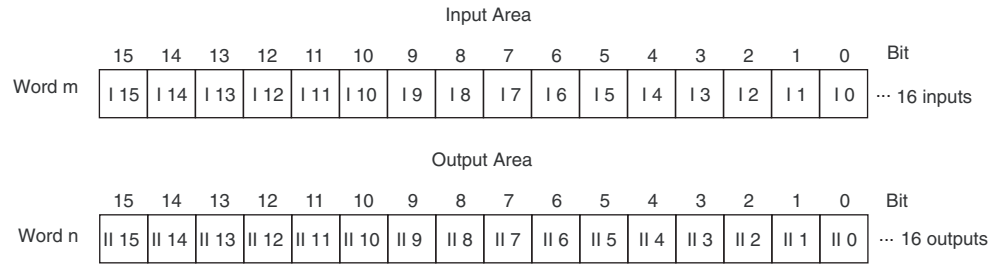 Input Area
15 14 13 12 11 10 9 8 7 6 5 4 3 2 1 0 Bit
Word m I 15 I 14 I 13 I 12 I 11 I 10 I 9 I 8 I 7 I 6 I 5 I 4 I 3 I 2 I 1 I 0 ··· 16 inputs
Output Area
15 14 13 12 11 10 9 8 7 6 5 4 3 2 1 0 Bit
Word n II 15 II 14 II 13 II 12 II 11 II 10 II 9 II 8 II 7 II 6 II 5 II 4 II 3 II 2 II 1 II 0 ··· 16 outputs